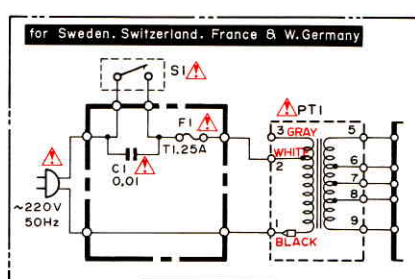 for Sweden. Switzerland. France & W.Germany
S1
F1
T1.25A
C1
0.01
~220V
50Hz
PT1
3 GRAY
WHITE
2
1
BLACK
5
6
7
8
9